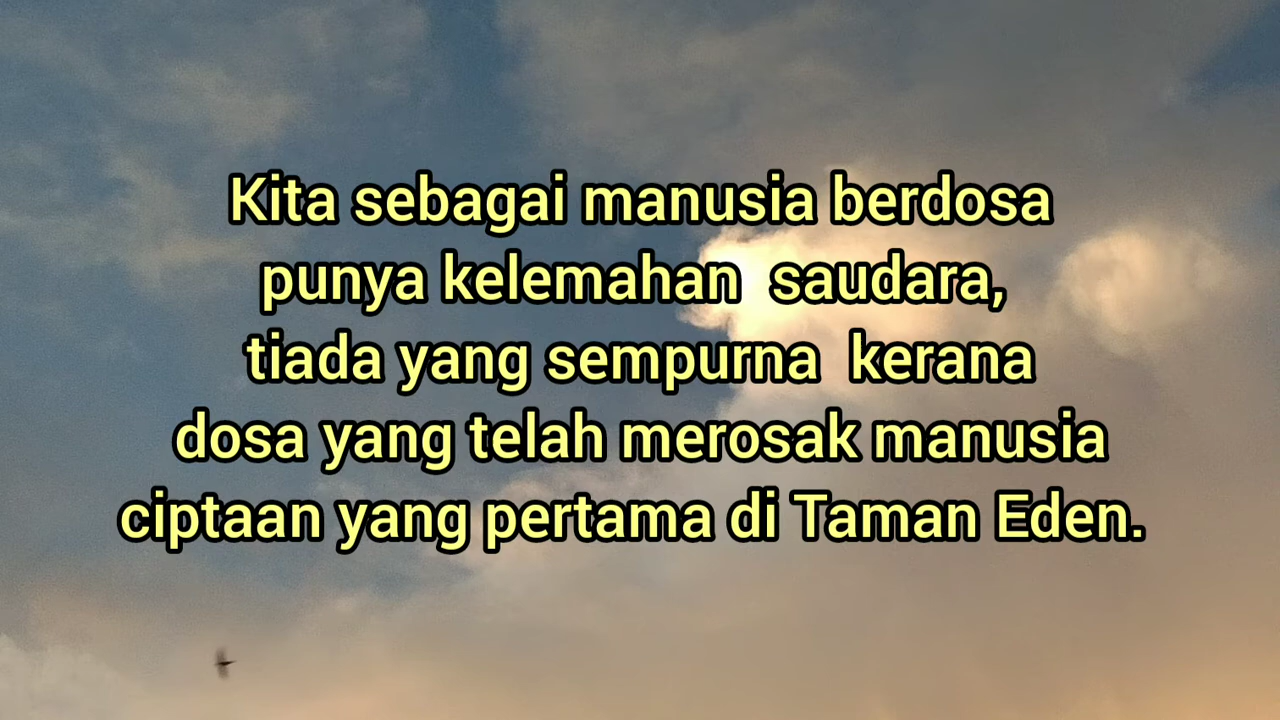 Kita sebagai manusia berdosa
punya kelemahan saudara,
tiada yang sempurna kerana
dosa yang telah merosak manusia
ciptaan yang pertama di Taman Eden.